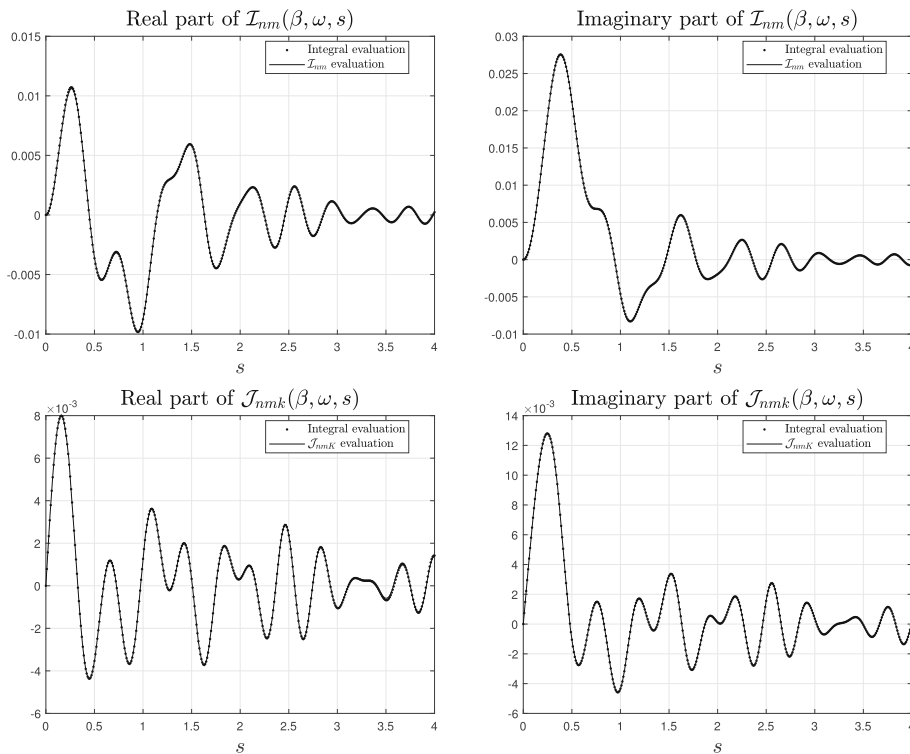 Real part of 𝓘ₙₘ(β, ω, s)
0.015
0.01
0.005
0
-0.005
-0.01
Integral evaluation
𝓘ₙₘ evaluation
0 0.5 1 1.5 2 2.5 3 3.5 4
s
Imaginary part of 𝓘ₙₘ(β, ω, s)
0.03
0.025
0.02
0.015
0.01
0.005
0
-0.005
-0.01
Integral evaluation
𝓘ₙₘ evaluation
0 0.5 1 1.5 2 2.5 3 3.5 4
s
Real part of 𝓙ₙₘₖ(β, ω, s)
×10⁻³
8
6
4
2
0
-2
-4
-6
Integral evaluation
𝓙ₙₘK evaluation
0 0.5 1 1.5 2 2.5 3 3.5 4
s
Imaginary part of 𝓙ₙₘₖ(β, ω, s)
×10⁻³
14
12
10
8
6
4
2
0
-2
-4
-6
Integral evaluation
𝓙ₙₘK evaluation
0 0.5 1 1.5 2 2.5 3 3.5 4
s